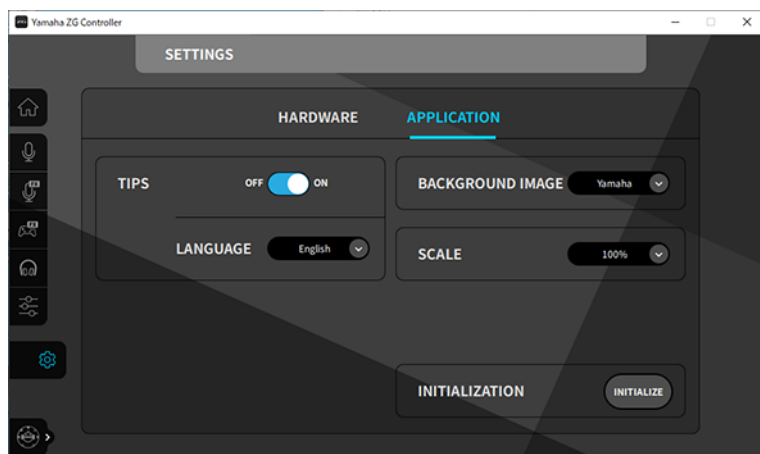 Yamaha ZG Controller
SETTINGS
HARDWARE APPLICATION
TIPS OFF ON
LANGUAGE English
BACKGROUND IMAGE Yamaha
SCALE 100%
INITIALIZATION INITIALIZE